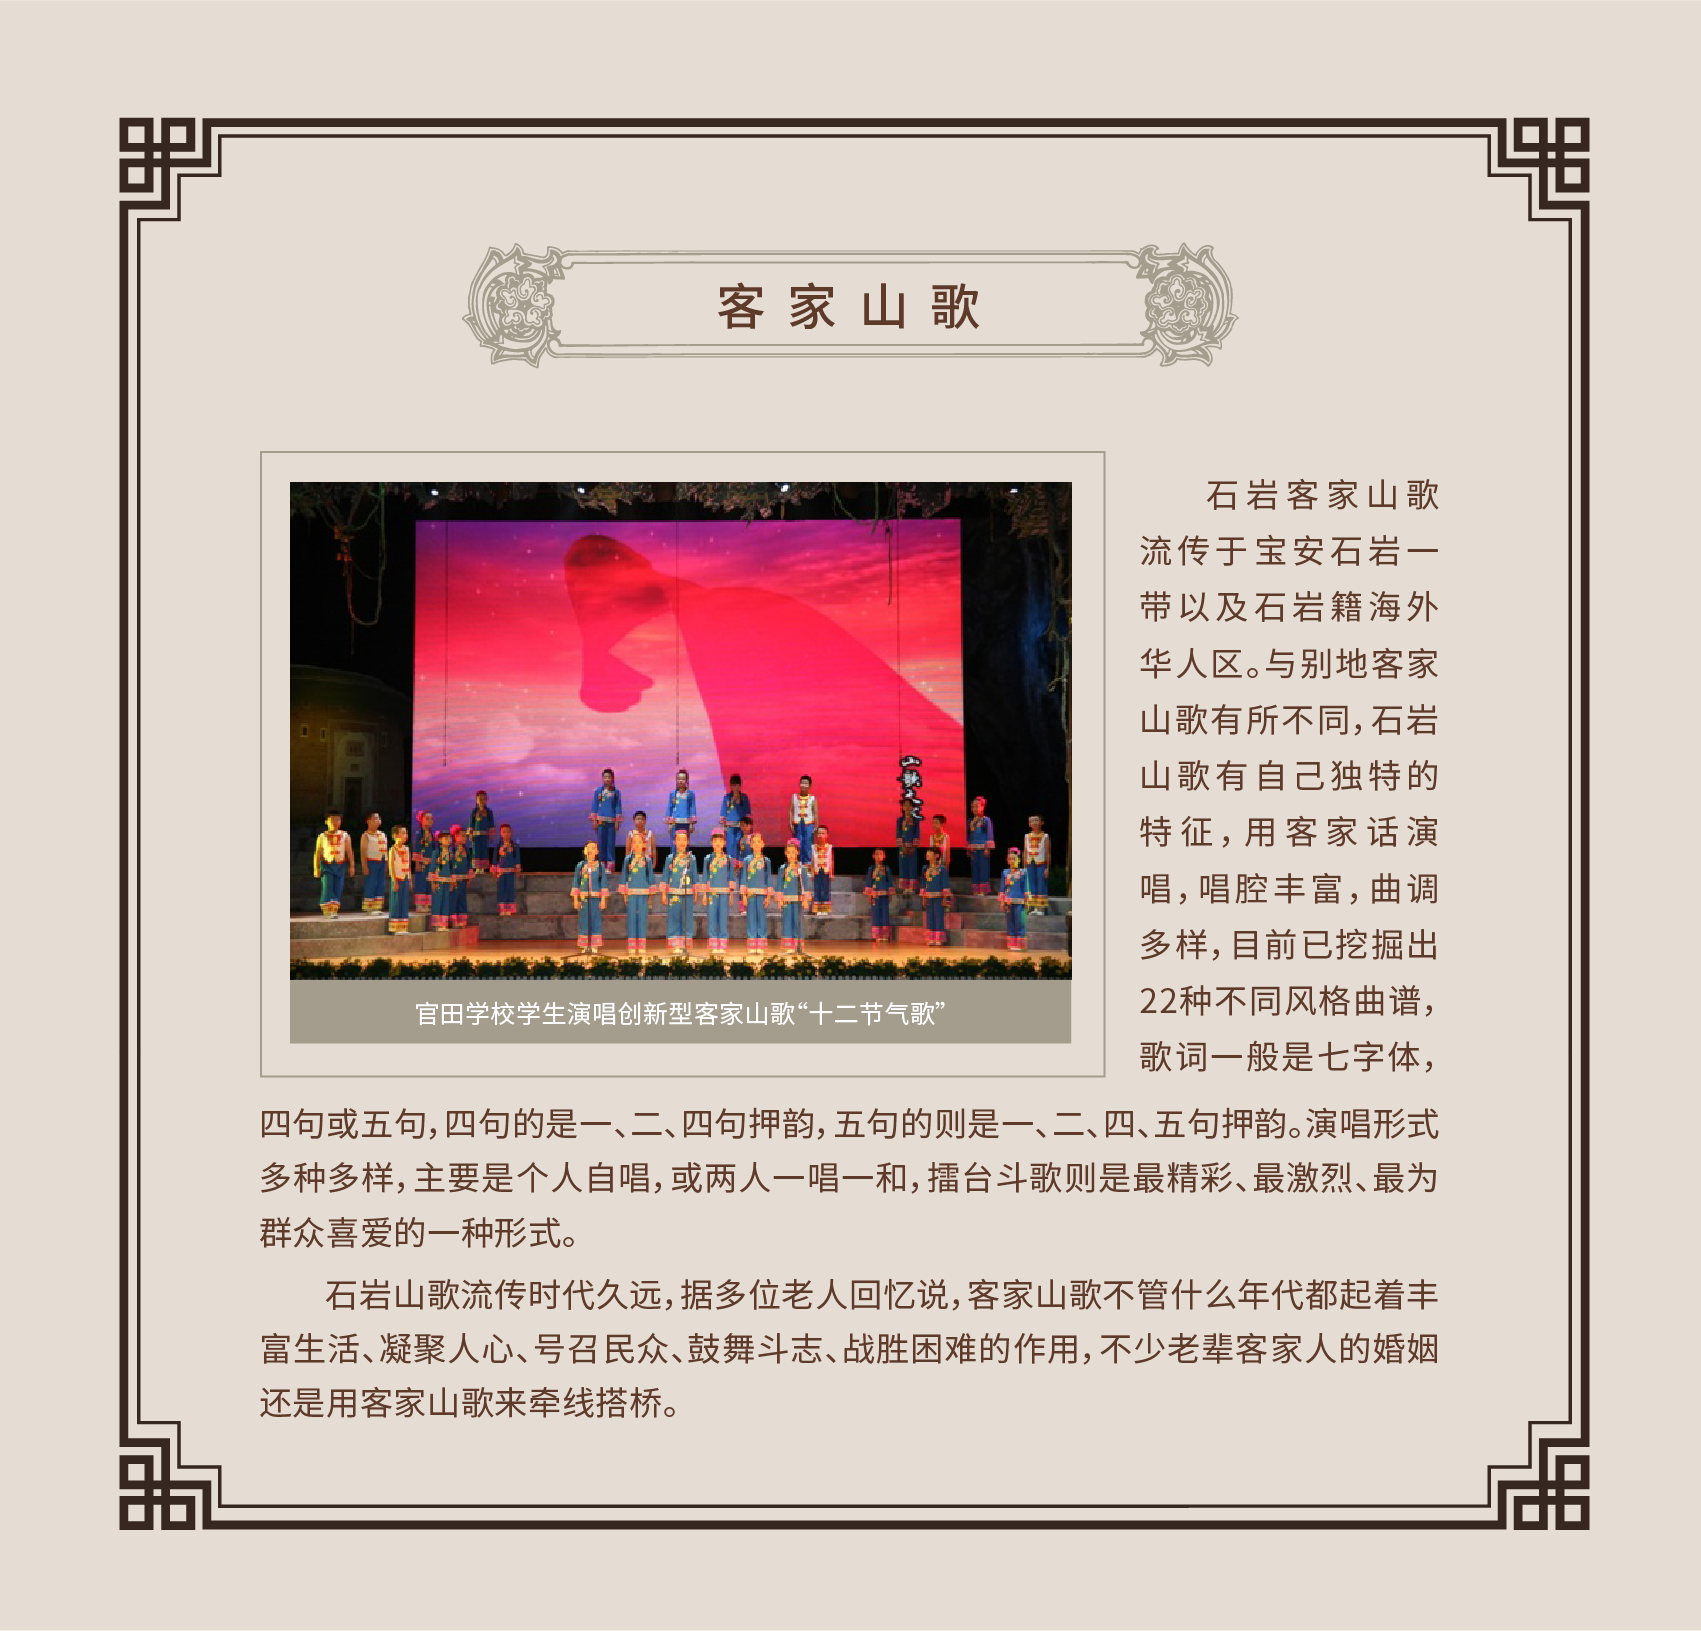 客家山歌
石岩客家山歌
流传于宝安石岩一
带以及石岩籍海外
华人区。与别地客家
山歌有所不同，石岩
山歌有自己独特的
特征，用客家话演
唱，唱腔丰富，曲调
多样，目前已挖掘出
22种不同风格曲谱，
歌词一般是七字体，
官田学校学生演唱创新型客家山歌“十二节气歌”
四句或五句，四句的是一、二、四句押韵，五句的则是一、二、四、五句押韵。演唱形式
多种多样，主要是个人自唱，或两人一唱一和，擂台斗歌则是最精彩、最激烈、最为
群众喜爱的一种形式。
石岩山歌流传时代久远，据多位老人回忆说，客家山歌不管什么年代都起着丰
富生活、凝聚人心、号召民众、鼓舞斗志、战胜困难的作用，不少老辈客家人的婚姻
还是用客家山歌来牵线搭桥。